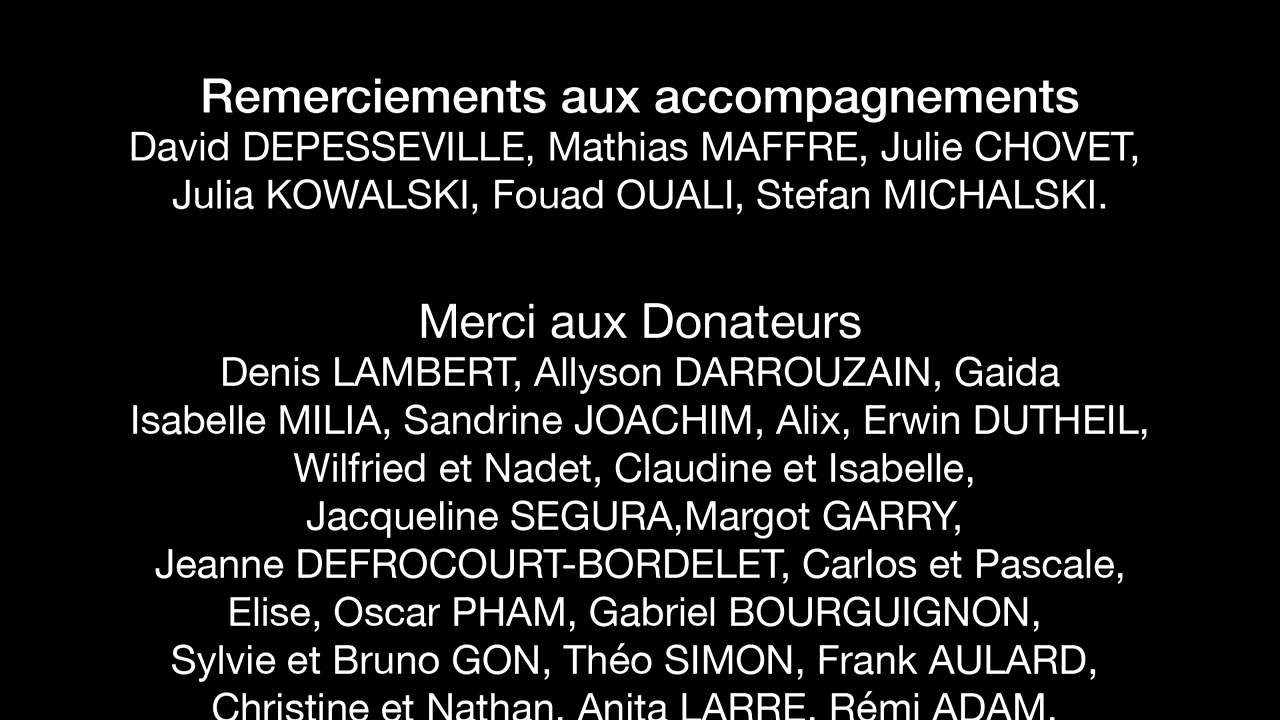 Remerciements aux accompagnements
David DEPESSEVILLE, Mathias MAFFRE, Julie CHOVET,
Julia KOWALSKI, Fouad OUALI, Stefan MICHALSKI.
Merci aux Donateurs
Denis LAMBERT, Allyson DARROUZAIN, Gaida
Isabelle MILIA, Sandrine JOACHIM, Alix, Erwin DUTHEIL,
Wilfried et Nadet, Claudine et Isabelle,
Jacqueline SEGURA,Margot GARRY,
Jeanne DEFROCOURT-BORDELET, Carlos et Pascale,
Elise, Oscar PHAM, Gabriel BOURGUIGNON,
Sylvie et Bruno GON, Théo SIMON, Frank AULARD,
Christine et Nathan, Anita LARRE, Rémi ADAM,